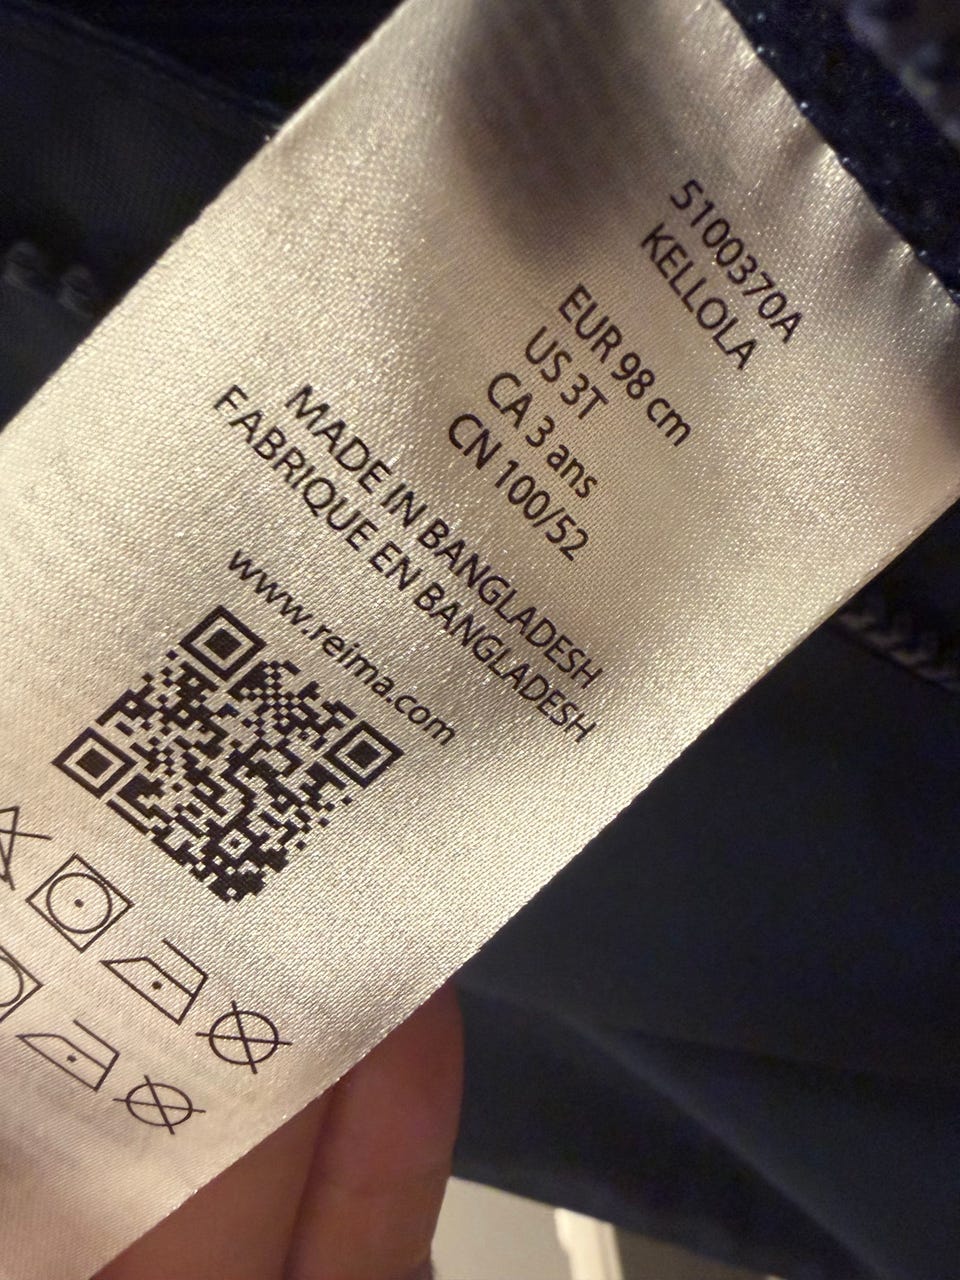 5100370A
KELLOLA
EUR 98 cm
US 3T
CA 3 ans
CN 100/52
MADE IN BANGLADESH
FABRIQUE EN BANGLADESH
www.reima.com